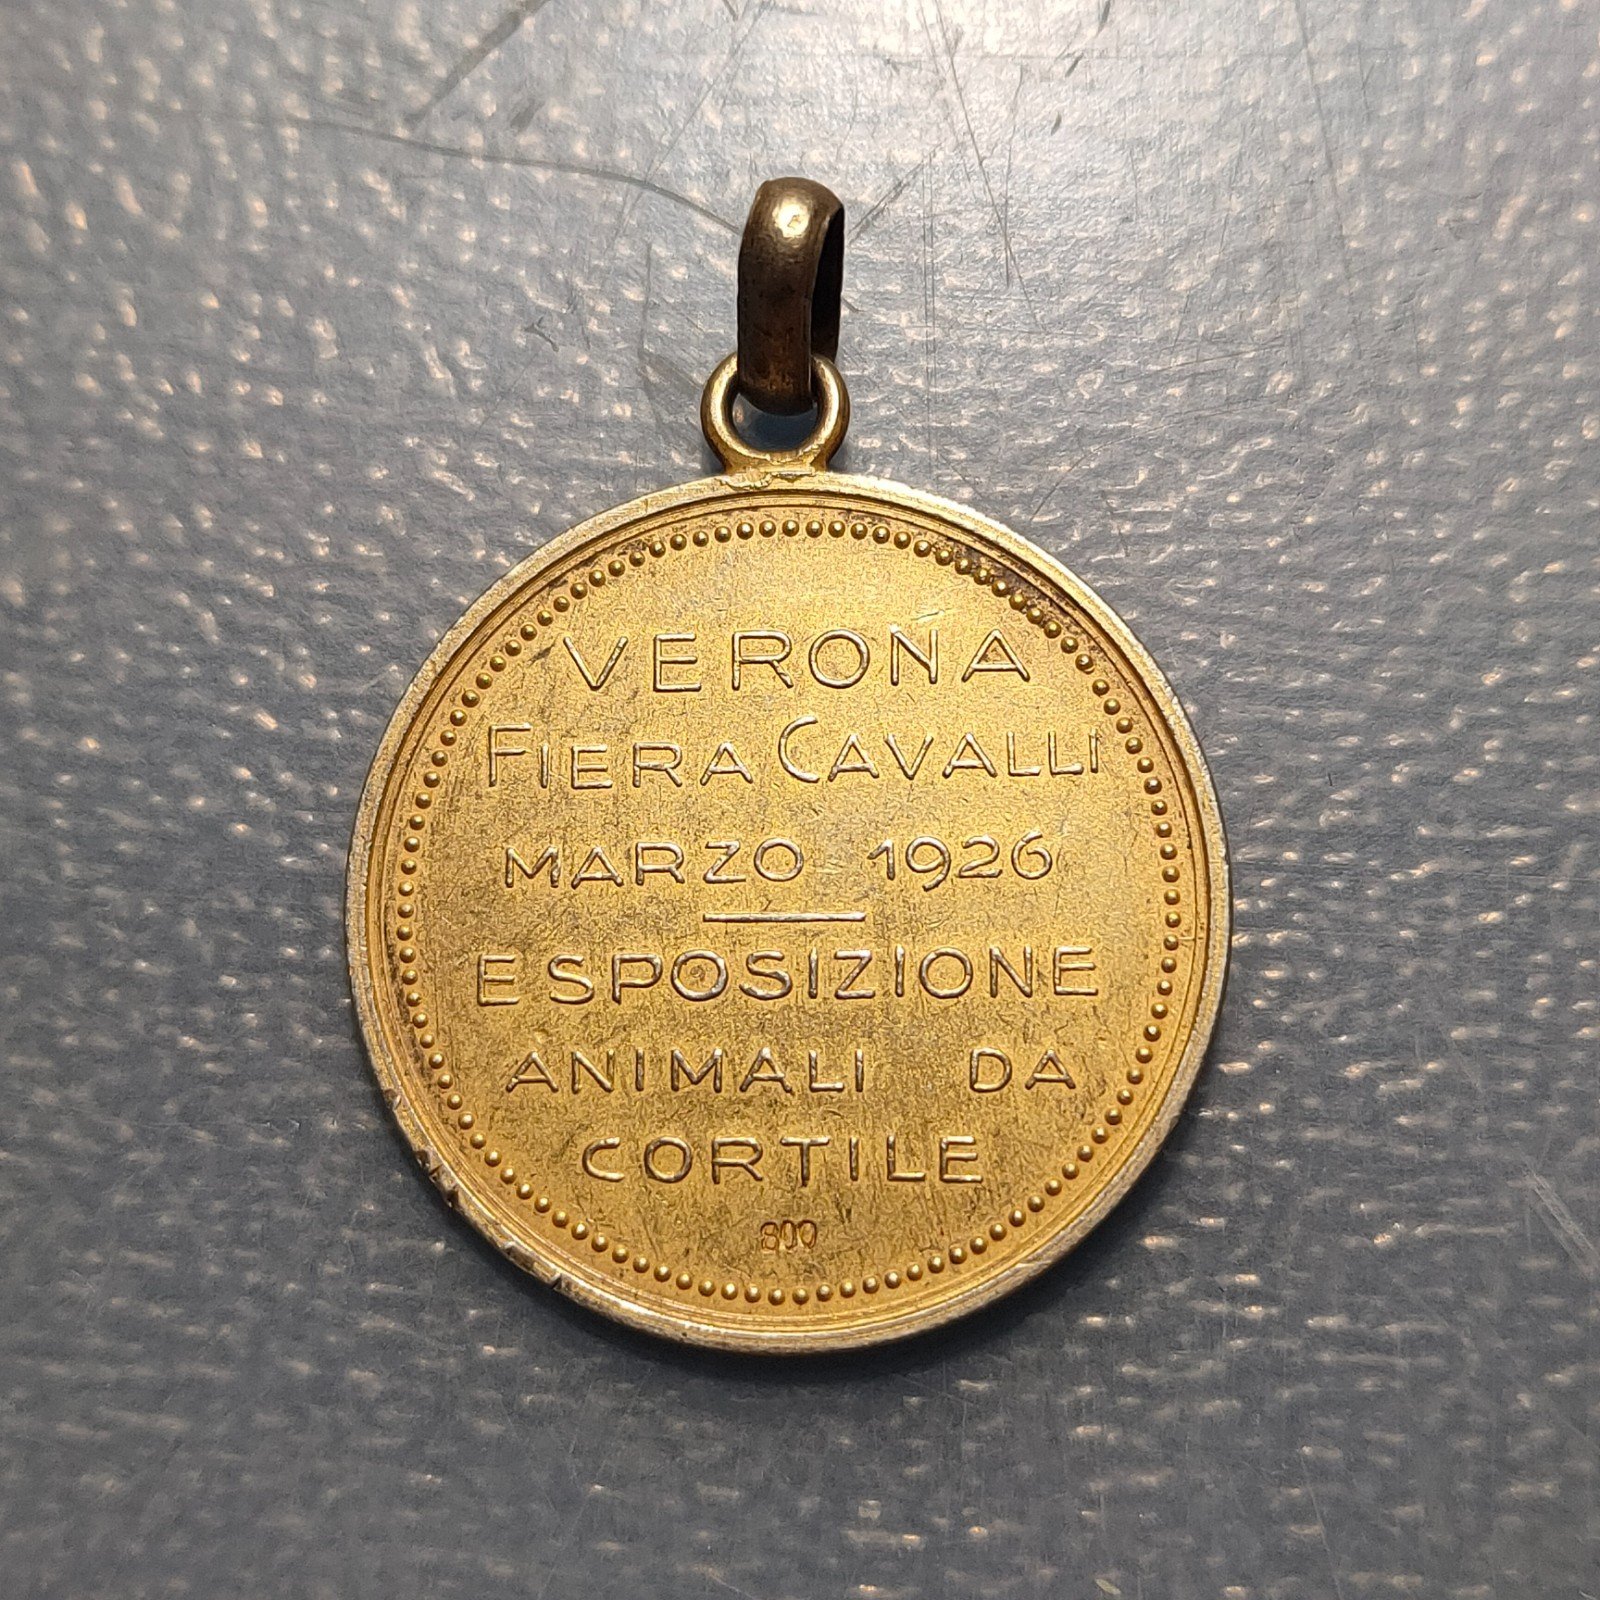 VERONA
FIERA CAVALLI
MARZO 1926
ESPOSIZIONE
ANIMALI DA
CORTILE
800